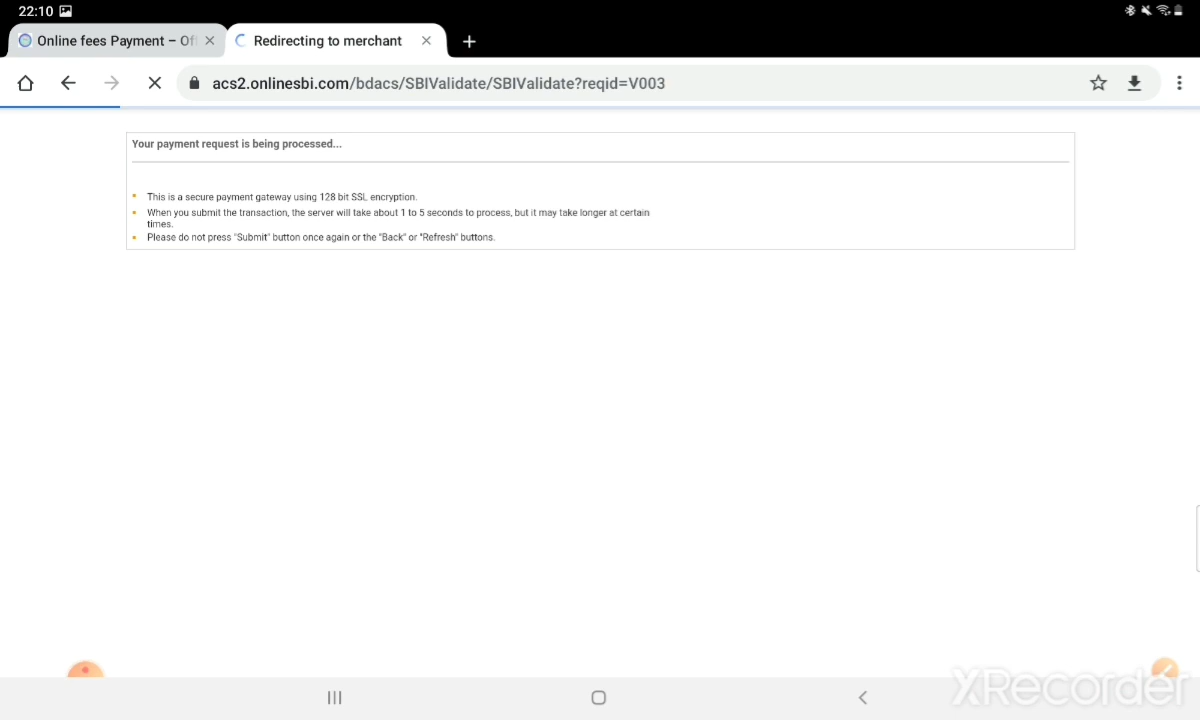 22:10
Online fees Payment – Of
Redirecting to merchant
acs2.onlinesbi.com/bdacs/SBIValidate/SBIValidate?reqid=V003
Your payment request is being processed...
This is a secure payment gateway using 128 bit SSL encryption.
When you submit the transaction, the server will take about 1 to 5 seconds to process, but it may take longer at certain
times.
Please do not press "Submit" button once again or the "Back" or "Refresh" buttons.
XRecorder